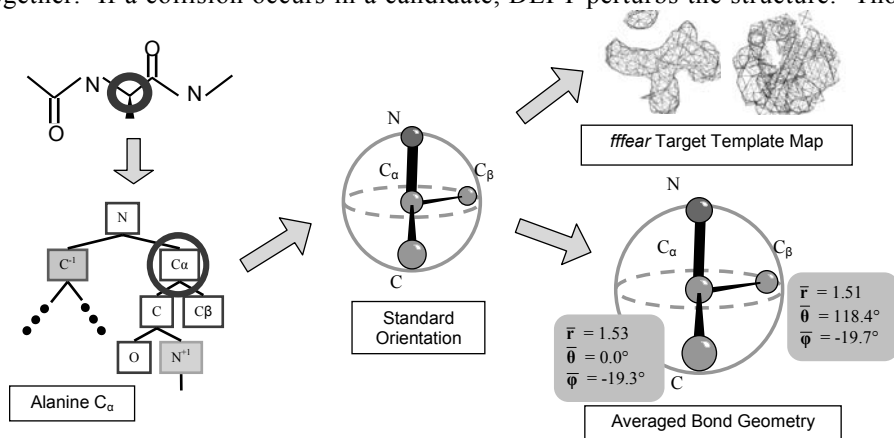 ogether. If a collision occurs in a candidate, DEFT perturbs the structure. Tho
O
N
N
O
N
C⁻¹
Cα
C
Cβ
O
N⁺¹
Alanine Cα
N
Cα
Cβ
C
Standard
Orientation
fffear Target Template Map
N
Cα
Cβ
C
r̅ = 1.53
θ̅ = 0.0°
φ̅ = -19.3°
r̅ = 1.51
θ̅ = 118.4°
φ̅ = -19.7°
Averaged Bond Geometry